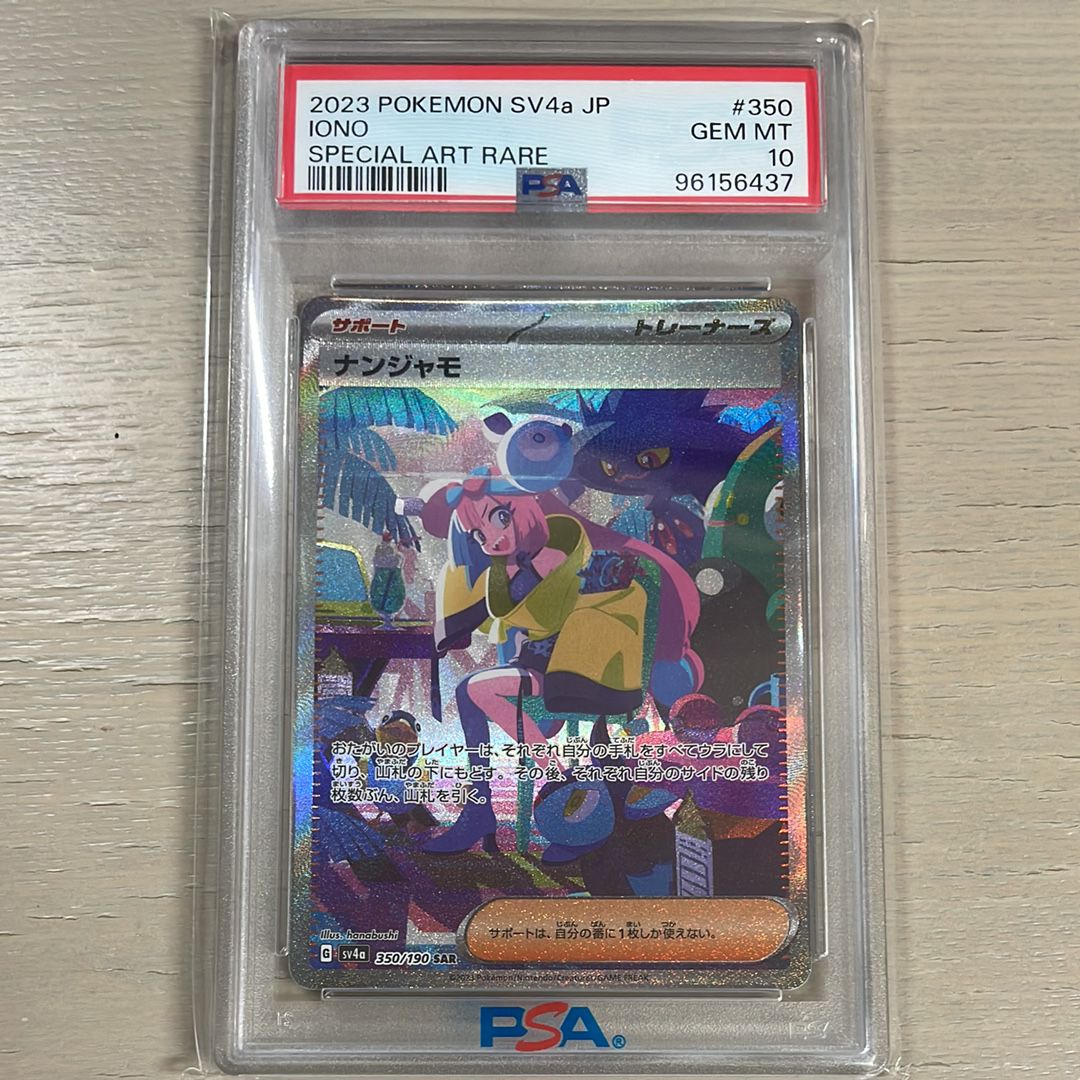 2023 POKEMON SV4a JP #350
IONO GEM MT
SPECIAL ART RARE 10
PSA 96156437
サポート トレーナーズ
ナンジャモ
おたがいのプレイヤーは、それぞれ自分の手札をすべてウラにして
切り、山札の下にもどす。その後、それぞれ自分のサイドの残り
枚数ぶん、山札を引く。
サポートは、自分の番に1枚しか使えない。
Illus. hanabushi
G sv4a 350/190 SAR
©2023 Pokémon/Nintendo/Creatures/GAME FREAK
PSA®